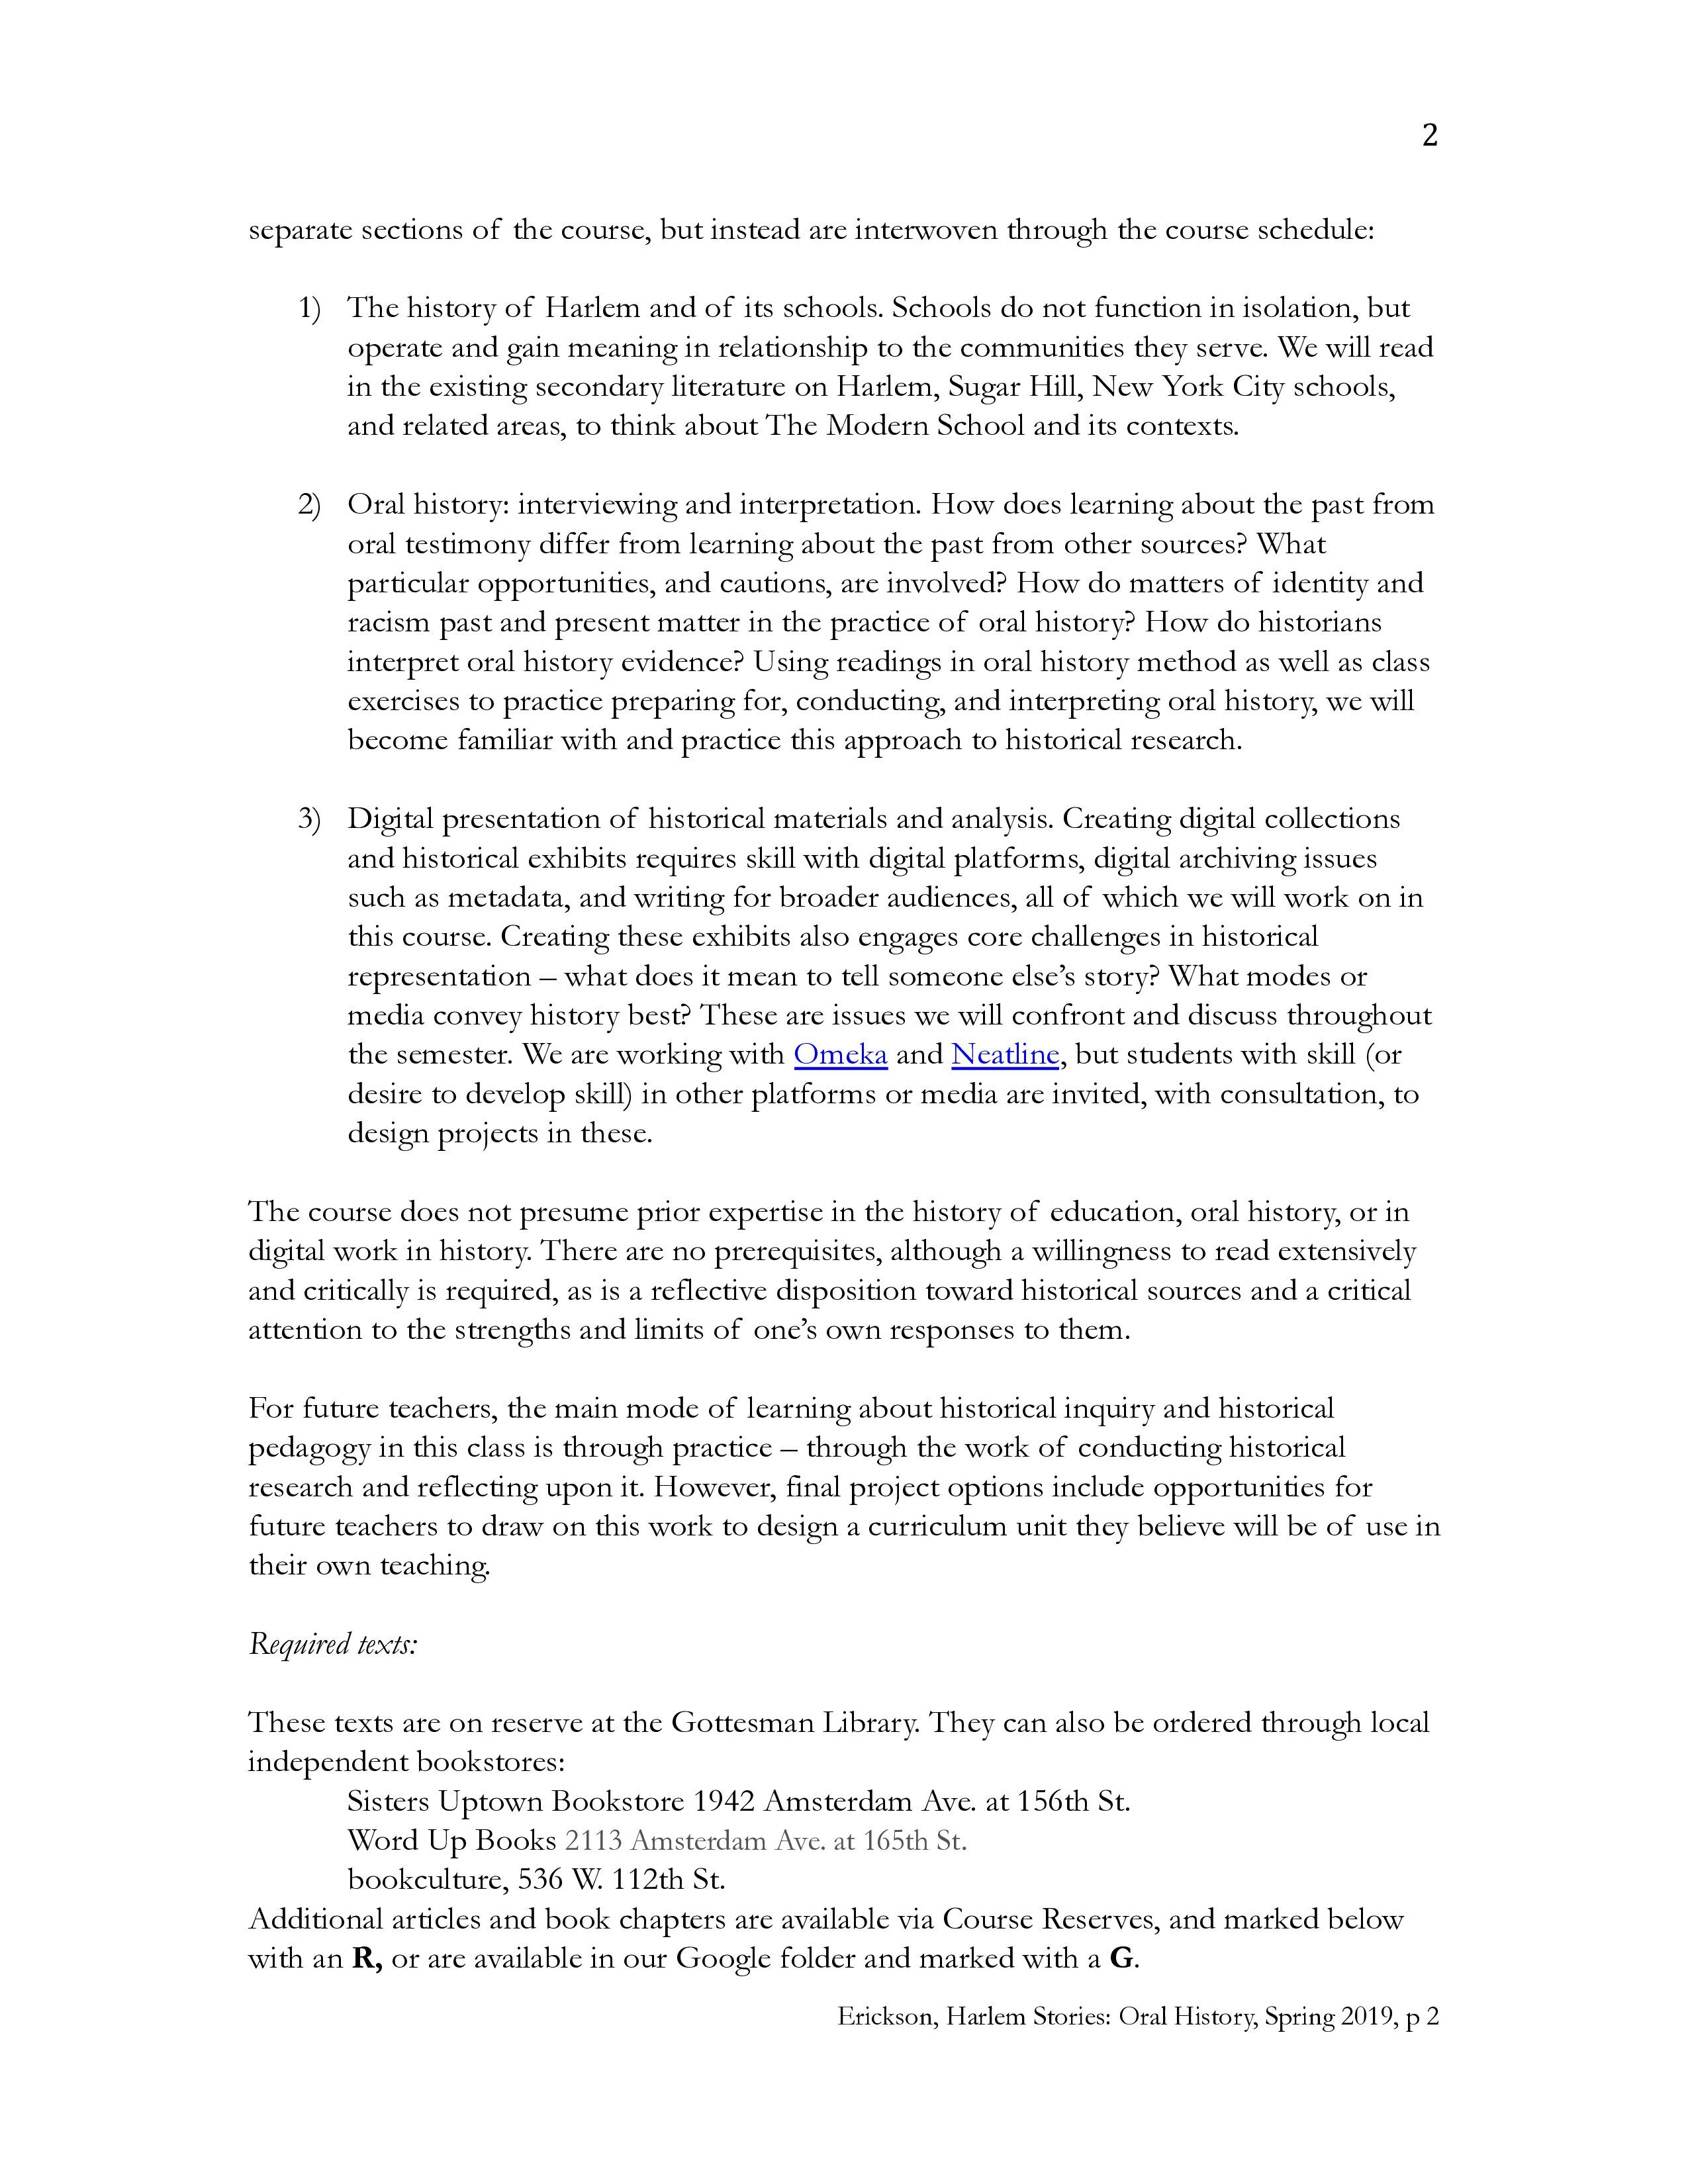 2
separate sections of the course, but instead are interwoven through the course schedule:
1) The history of Harlem and of its schools. Schools do not function in isolation, but
operate and gain meaning in relationship to the communities they serve. We will read
in the existing secondary literature on Harlem, Sugar Hill, New York City schools,
and related areas, to think about The Modern School and its contexts.
2) Oral history: interviewing and interpretation. How does learning about the past from
oral testimony differ from learning about the past from other sources? What
particular opportunities, and cautions, are involved? How do matters of identity and
racism past and present matter in the practice of oral history? How do historians
interpret oral history evidence? Using readings in oral history method as well as class
exercises to practice preparing for, conducting, and interpreting oral history, we will
become familiar with and practice this approach to historical research.
3) Digital presentation of historical materials and analysis. Creating digital collections
and historical exhibits requires skill with digital platforms, digital archiving issues
such as metadata, and writing for broader audiences, all of which we will work on in
this course. Creating these exhibits also engages core challenges in historical
representation – what does it mean to tell someone else’s story? What modes or
media convey history best? These are issues we will confront and discuss throughout
the semester. We are working with Omeka and Neatline, but students with skill (or
desire to develop skill) in other platforms or media are invited, with consultation, to
design projects in these.
The course does not presume prior expertise in the history of education, oral history, or in
digital work in history. There are no prerequisites, although a willingness to read extensively
and critically is required, as is a reflective disposition toward historical sources and a critical
attention to the strengths and limits of one’s own responses to them.
For future teachers, the main mode of learning about historical inquiry and historical
pedagogy in this class is through practice – through the work of conducting historical
research and reflecting upon it. However, final project options include opportunities for
future teachers to draw on this work to design a curriculum unit they believe will be of use in
their own teaching.
Required texts:
These texts are on reserve at the Gottesman Library. They can also be ordered through local
independent bookstores:
Sisters Uptown Bookstore 1942 Amsterdam Ave. at 156th St.
Word Up Books 2113 Amsterdam Ave. at 165th St.
bookculture, 536 W. 112th St.
Additional articles and book chapters are available via Course Reserves, and marked below
with an R, or are available in our Google folder and marked with a G.
Erickson, Harlem Stories: Oral History, Spring 2019, p 2